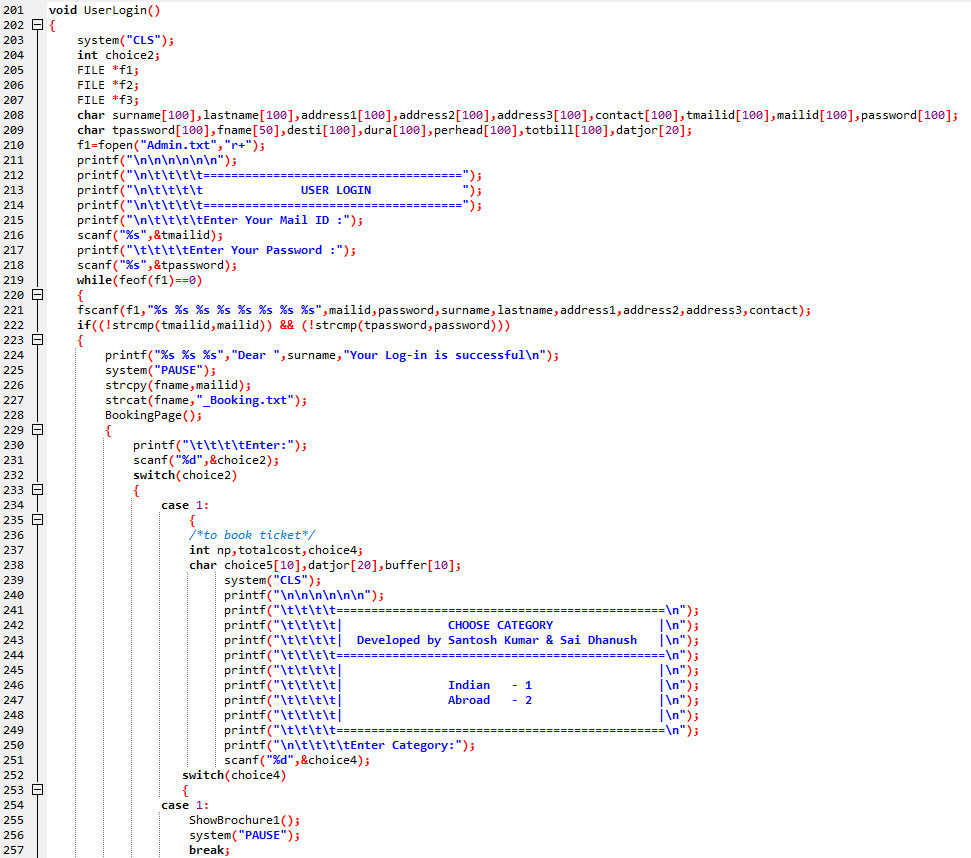 201 void UserLogin()
202 {
203     system("CLS");
204     int choice2;
205     FILE *f1;
206     FILE *f2;
207     FILE *f3;
208     char surname[100],lastname[100],address1[100],address2[100],address3[100],contact[100],tmailid[100],mailid[100],password[100];
209     char tpassword[100],fname[50],desti[100],dura[100],perhead[100],totbill[100],datjor[20];
210     f1=fopen("Admin.txt","r+");
211     printf("\n\n\n\n\n\n");
212     printf("\n\t\t\t\t=====================================");
213     printf("\n\t\t\t\t              USER LOGIN             ");
214     printf("\n\t\t\t\t=====================================");
215     printf("\n\t\t\t\tEnter Your Mail ID :");
216     scanf("%s",&tmailid);
217     printf("\t\t\t\tEnter Your Password :");
218     scanf("%s",&tpassword);
219     while(feof(f1)==0)
220     {
221     fscanf(f1,"%s %s %s %s %s %s %s %s",mailid,password,surname,lastname,address1,address2,address3,contact);
222     if((!strcmp(tmailid,mailid)) && (!strcmp(tpassword,password)))
223     {
224         printf("%s %s %s","Dear ",surname,"Your Log-in is successful\n");
225         system("PAUSE");
226         strcpy(fname,mailid);
227         strcat(fname,"_Booking.txt");
228         BookingPage();
229         {
230             printf("\t\t\t\tEnter:");
231             scanf("%d",&choice2);
232             switch(choice2)
233             {
234                 case 1:
235                     {
236                     /*to book ticket*/
237                     int np,totalcost,choice4;
238                     char choice5[10],datjor[20],buffer[10];
239                          system("CLS");
240                          printf("\n\n\n\n\n\n");
241                          printf("\t\t\t\t===============================================\n");
242                          printf("\t\t\t\t|               CHOOSE CATEGORY               |\n");
243                          printf("\t\t\t\t|  Developed by Santosh Kumar & Sai Dhanush   |\n");
244                          printf("\t\t\t\t===============================================\n");
245                          printf("\t\t\t\t|                                             |\n");
246                          printf("\t\t\t\t|               Indian   - 1                  |\n");
247                          printf("\t\t\t\t|               Abroad   - 2                  |\n");
248                          printf("\t\t\t\t|                                             |\n");
249                          printf("\t\t\t\t===============================================\n");
250                          printf("\n\t\t\t\tEnter Category:");
251                          scanf("%d",&choice4);
252                    switch(choice4)
253                    {
254                 case 1:
255                     ShowBrochure1();
256                     system("PAUSE");
257                     break;